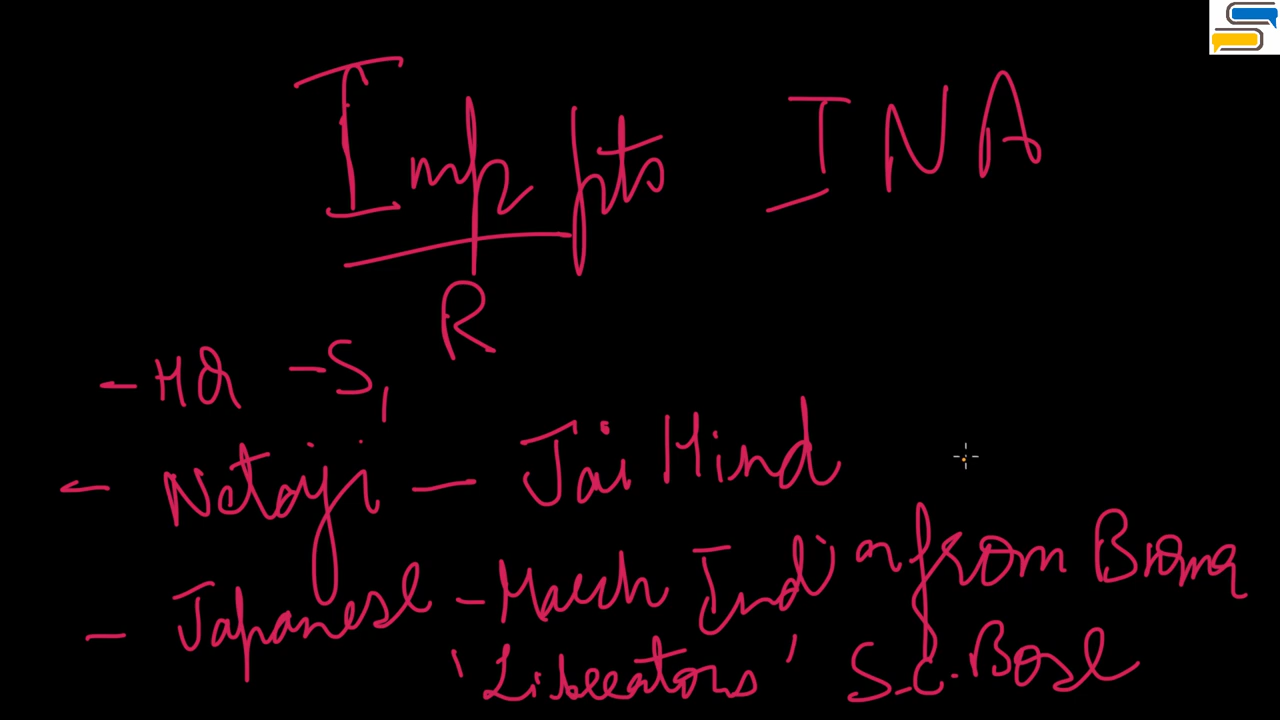 Imp pts INA
R
- HQ - S,
- Netaji - Jai Hind
- Japanese - March India from Burma
'Liberators' S.C. Bose